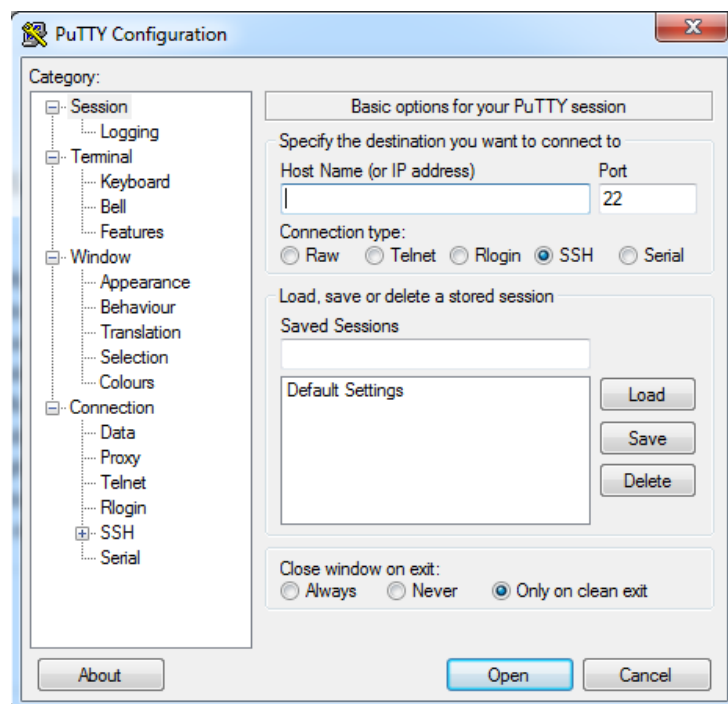 PuTTY Configuration
Category:
Session
Logging
Terminal
Keyboard
Bell
Features
Window
Appearance
Behaviour
Translation
Selection
Colours
Connection
Data
Proxy
Telnet
Rlogin
SSH
Serial
Basic options for your PuTTY session
Specify the destination you want to connect to
Host Name (or IP address) Port
22
Connection type:
Raw Telnet Rlogin SSH Serial
Load, save or delete a stored session
Saved Sessions
Default Settings
Load
Save
Delete
Close window on exit:
Always Never Only on clean exit
About Open Cancel